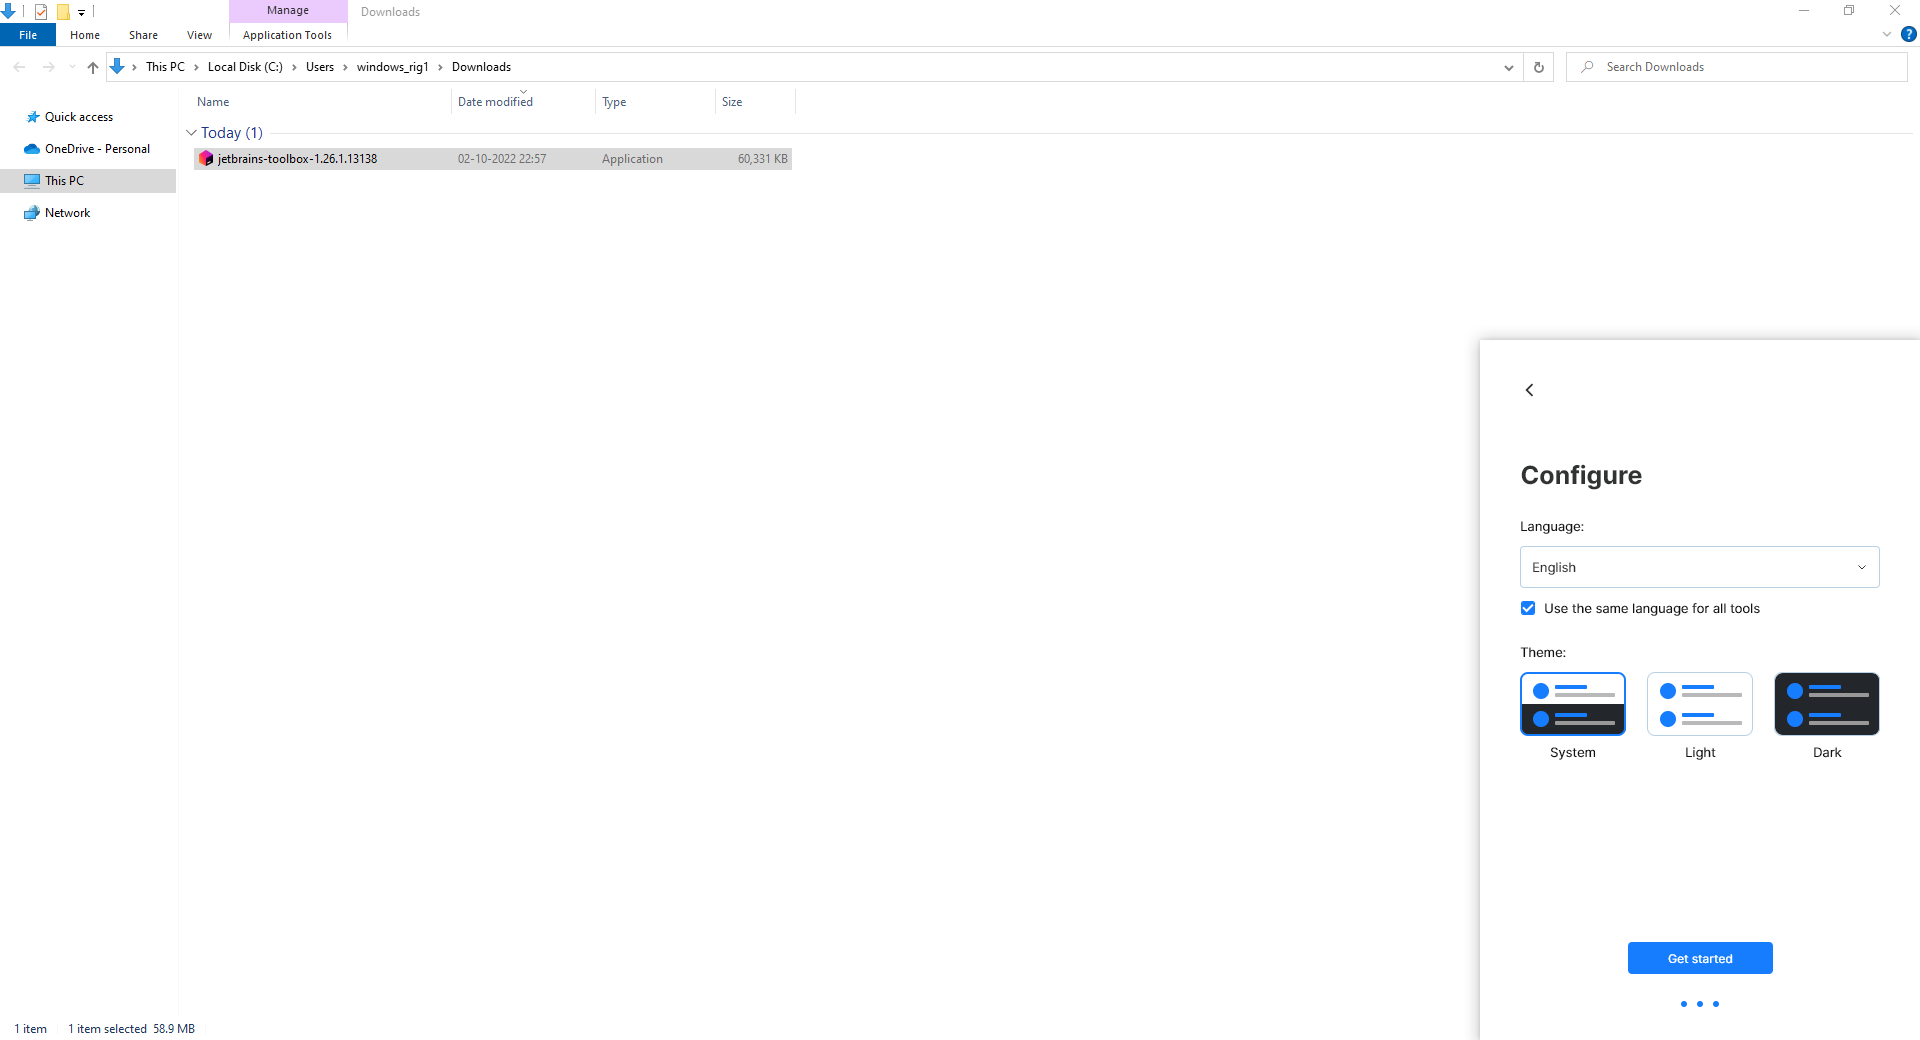 Manage
Downloads
File
Home
Share
View
Application Tools
?
This PC
Local Disk (C:)
Users
windows_rig1
Downloads
Search Downloads
Quick access
OneDrive - Personal
This PC
Network
Name
Date modified
Type
Size
Today (1)
jetbrains-toolbox-1.26.1.13138
02-10-2022 22:57
Application
60,331 KB
Configure
Language:
English
Use the same language for all tools
Theme:
System
Light
Dark
Get started
1 item
1 item selected 58.9 MB